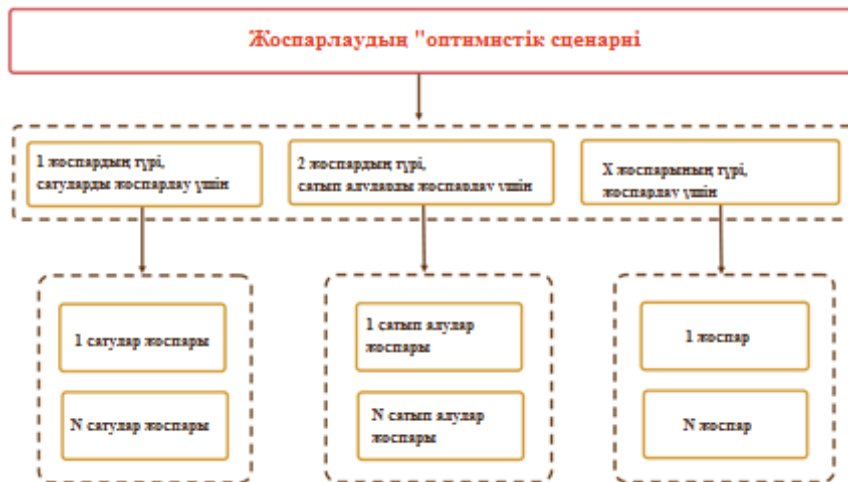 Жоспарлаудың "оптимистік сценарні
1 жоспардың түрі,
сатуларды жоспарлау үшін
2 жоспардың түрі,
сатып алуларды жоспарлау үшін
Х жоспарының түрі,
жоспарлау үшін
1 сатулар жоспары
N сатулар жоспары
1 сатып алулар
жоспары
N сатып алулар
жоспары
1 жоспар
N жоспар